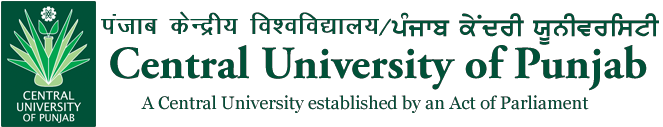 पंजाब केन्द्रीय विश्वविद्यालय/ਪੰਜਾਬ ਕੇਂਦਰੀ ਯੂਨੀਵਰਸਿਟੀ
Central University of Punjab
A Central University established by an Act of Parliament
CENTRAL
UNIVERSITY
OF PUNJAB